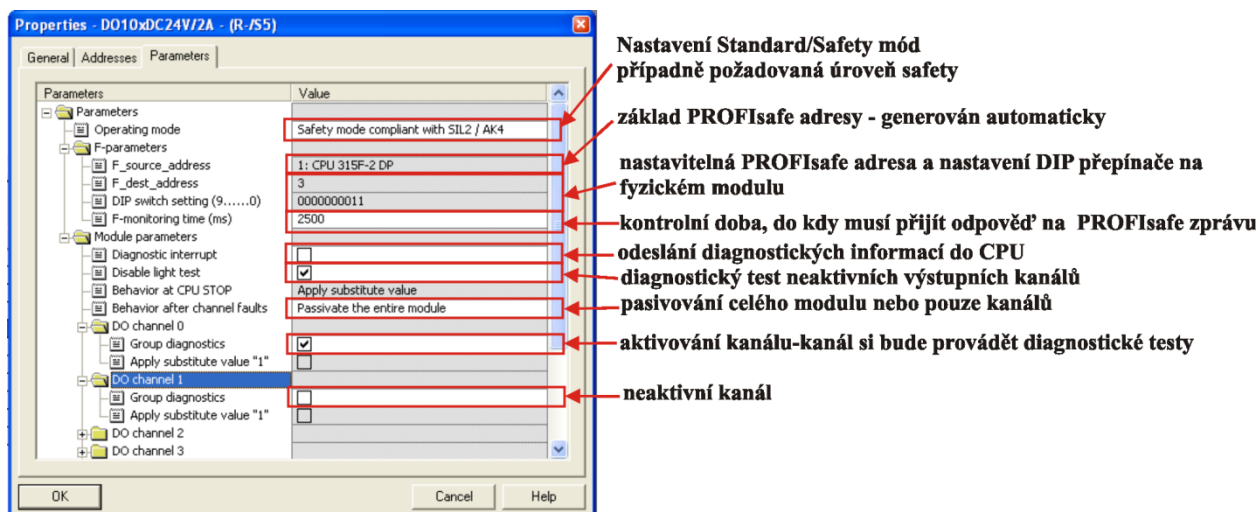 Properties - DO10xDC24V/2A - (R-/S5)
General Addresses Parameters
Parameters Value
Parameters
Operating mode Safety mode compliant with SIL2 / AK4
F-parameters
F_source_address 1: CPU 315F-2 DP
F_dest_address 3
DIP switch setting (9......0) 0000000011
F-monitoring time (ms) 2500
Module parameters
Diagnostic interrupt
Disable light test
Behavior at CPU STOP Apply substitute value
Behavior after channel faults Passivate the entire module
DO channel 0
Group diagnostics
Apply substitute value "1"
DO channel 1
Group diagnostics
Apply substitute value "1"
DO channel 2
DO channel 3
OK Cancel Help
Nastavení Standard/Safety mód
případně požadovaná úroveň safety
základ PROFIsafe adresy - generován automaticky
nastavitelná PROFIsafe adresa a nastavení DIP přepínače na
fyzickém modulu
kontrolní doba, do kdy musí přijít odpověď na PROFIsafe zprávu
odeslání diagnostických informací do CPU
diagnostický test neaktivních výstupních kanálů
pasivování celého modulu nebo pouze kanálů
aktivování kanálu-kanál si bude provádět diagnostické testy
neaktivní kanál